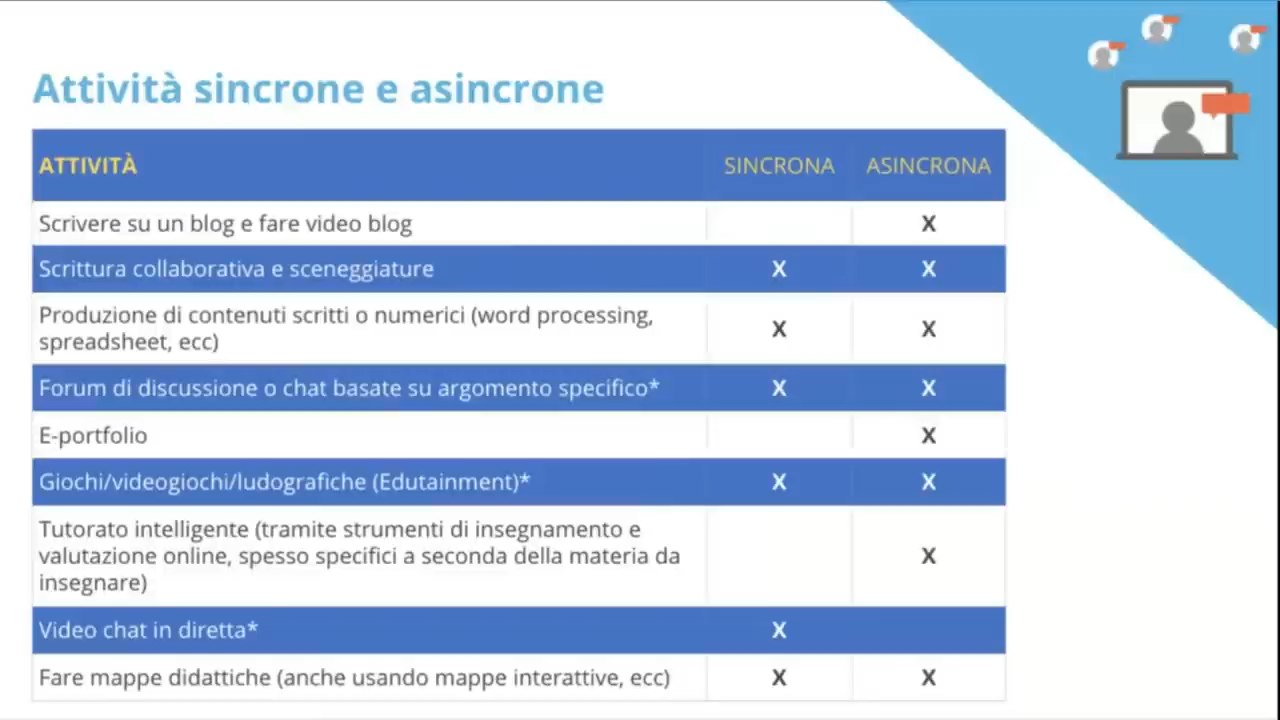 Attività sincrone e asincrone
ATTIVITÀ SINCRONA ASINCRONA
Scrivere su un blog e fare video blog X
Scrittura collaborativa e sceneggiature X X
Produzione di contenuti scritti o numerici (word processing,
spreadsheet, ecc) X X
Forum di discussione o chat basate su argomento specifico* X X
E-portfolio X
Giochi/videogiochi/ludografiche (Edutainment)* X X
Tutorato intelligente (tramite strumenti di insegnamento e
valutazione online, spesso specifici a seconda della materia da X
insegnare)
Video chat in diretta* X
Fare mappe didattiche (anche usando mappe interattive, ecc) X X